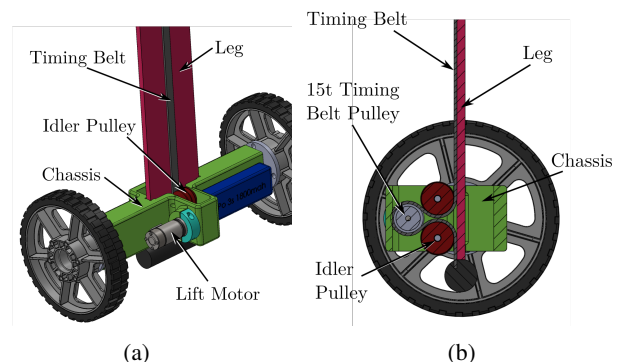 (a)
Timing Belt
Leg
Idler Pulley
Chassis
Lift Motor
(b)
Timing Belt
Leg
15t Timing
Belt Pulley
Chassis
Idler
Pulley